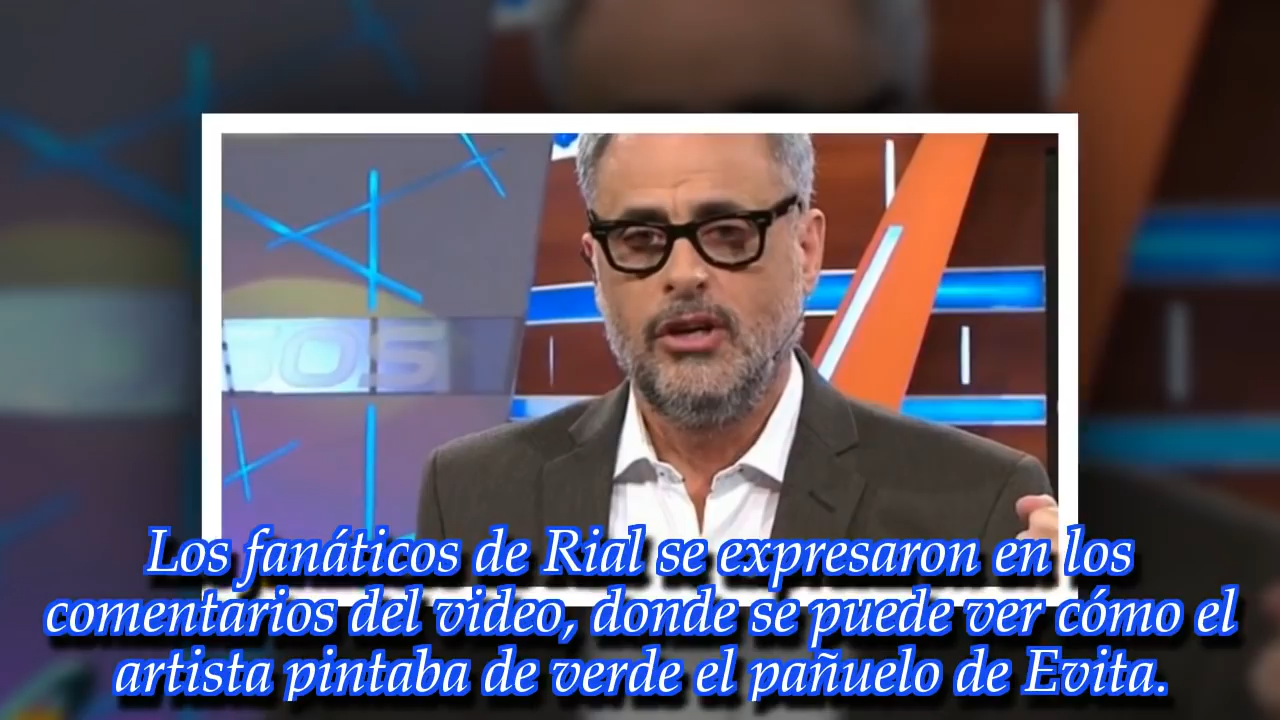 SOS
Los fanáticos de Rial se expresaron en los
comentarios del video, donde se puede ver cómo el
artista pintaba de verde el pañuelo de Evita.